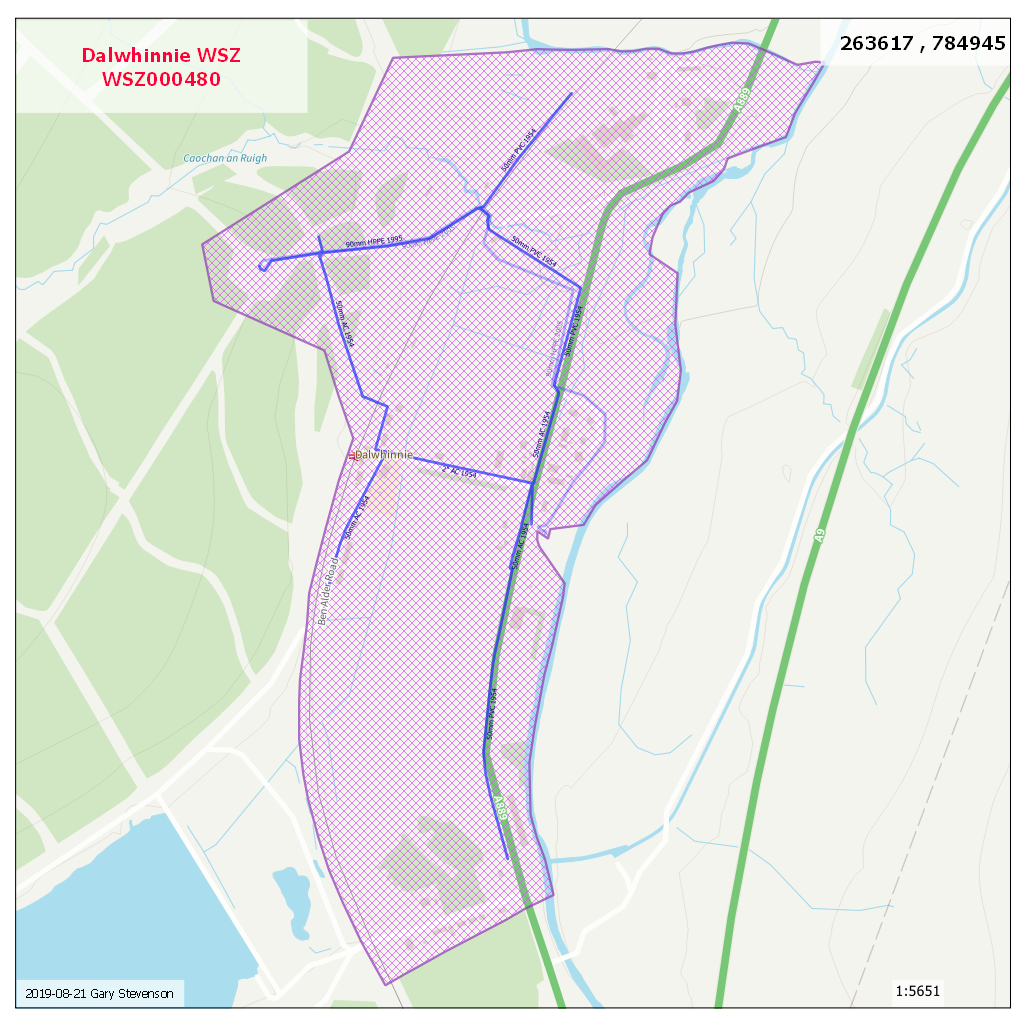 Dalwhinnie WSZ
WSZ000480
263617 , 784945
A889
50mm PVC 1954
Caochan an Ruigh
90mm HPPE 1995
50mm PVC 1954
50mm AC 1954
50mm PVC 1954
50mm AC 1954
Dalwhinnie
2" AC 1954
50mm AC 1954
50mm AC 1954
A9
Ben Alder Road
50mm PVC 1954
A889
2019-08-21 Gary Stevenson
1:5651